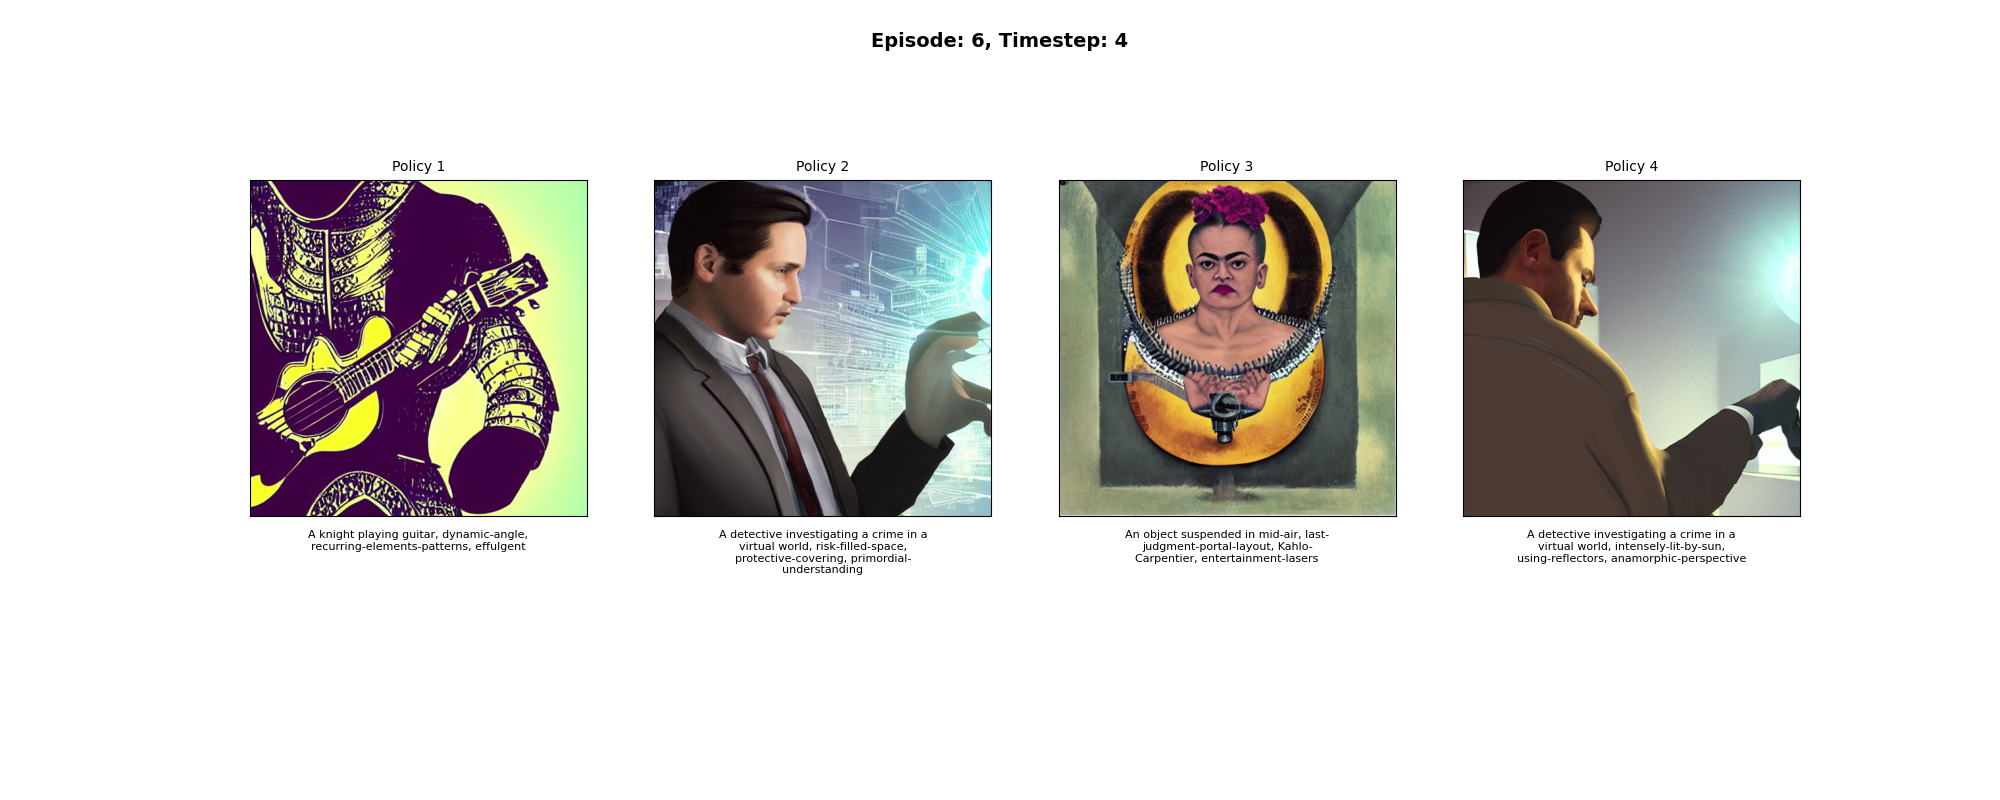 Episode: 6, Timestep: 4
Policy 1
Policy 2
Policy 3
Policy 4
A knight playing guitar, dynamic-angle,
recurring-elements-patterns, effulgent
A detective investigating a crime in a
virtual world, risk-filled-space,
protective-covering, primordial-
understanding
An object suspended in mid-air, last-
judgment-portal-layout, Kahlo-
Carpentier, entertainment-lasers
A detective investigating a crime in a
virtual world, intensely-lit-by-sun,
using-reflectors, anamorphic-perspective